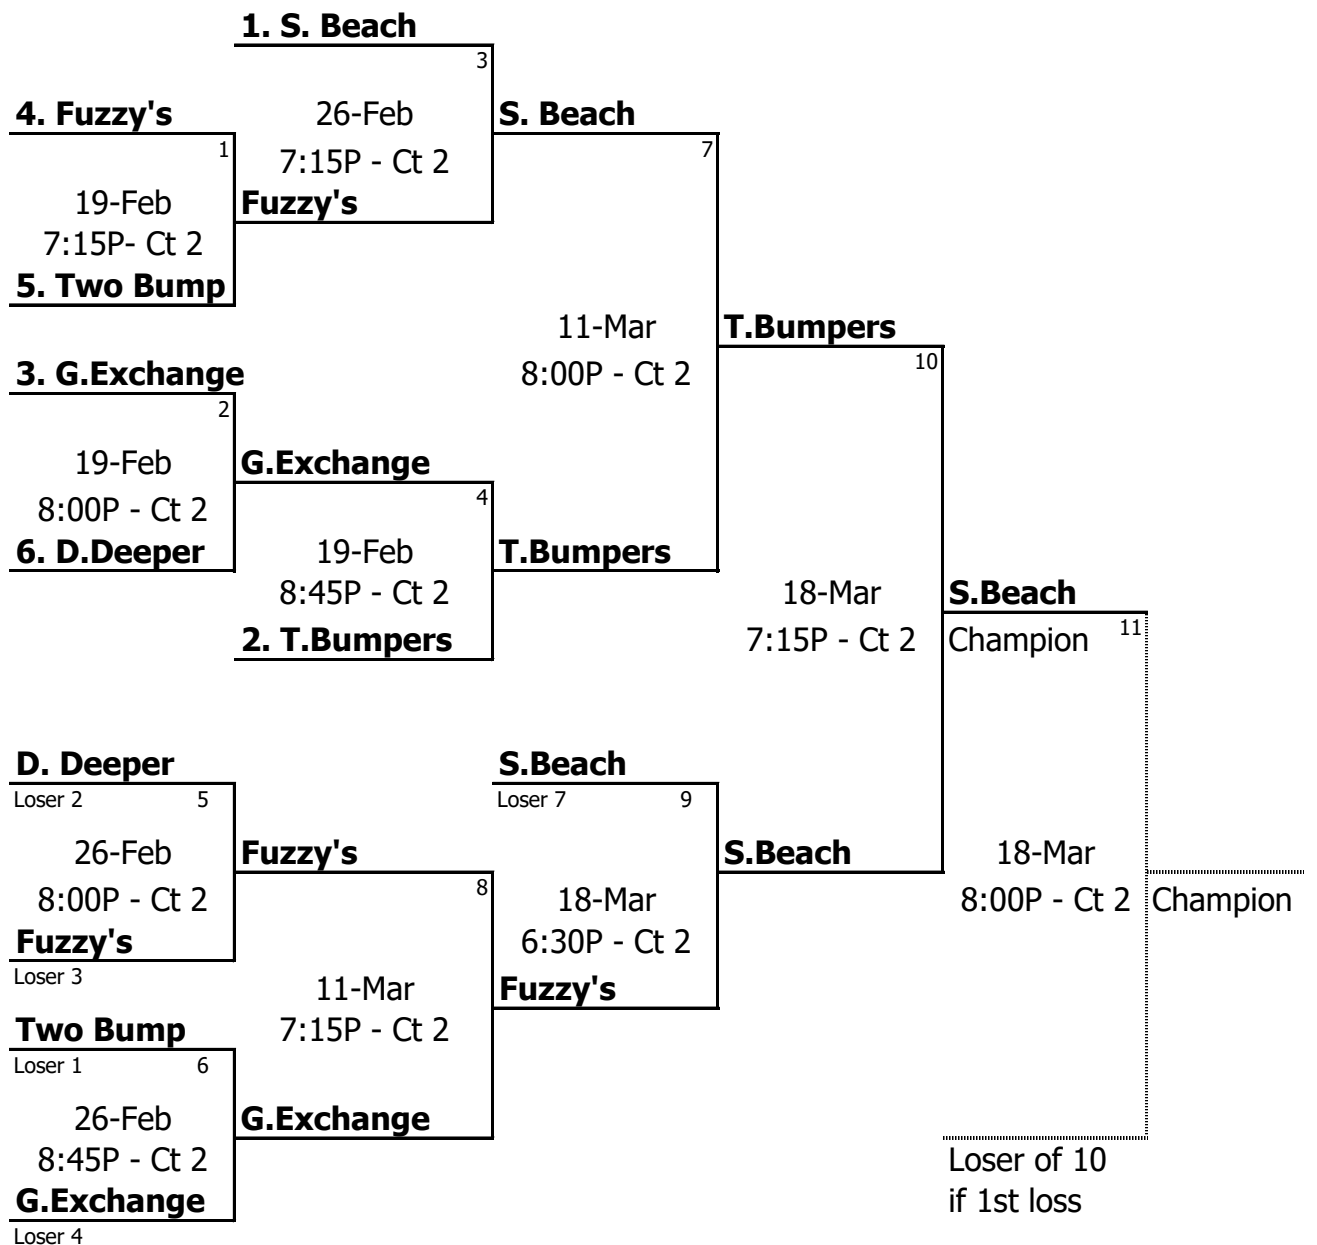 1. S. Beach
3
4. Fuzzy's
26-Feb
S. Beach
1
7:15P - Ct 2
7
19-Feb
Fuzzy's
7:15P- Ct 2
5. Two Bump
11-Mar
T.Bumpers
3. G.Exchange
8:00P - Ct 2
10
2
19-Feb
G.Exchange
8:00P - Ct 2
4
6. D.Deeper
19-Feb
T.Bumpers
8:45P - Ct 2
18-Mar
S.Beach
2. T.Bumpers
7:15P - Ct 2
Champion
11
D. Deeper
S.Beach
Loser 2
5
Loser 7
9
26-Feb
Fuzzy's
S.Beach
18-Mar
8:00P - Ct 2
8
18-Mar
8:00P - Ct 2
Champion
Fuzzy's
6:30P - Ct 2
Loser 3
11-Mar
Fuzzy's
Two Bump
7:15P - Ct 2
Loser 1
6
26-Feb
G.Exchange
8:45P - Ct 2
Loser of 10
G.Exchange
if 1st loss
Loser 4